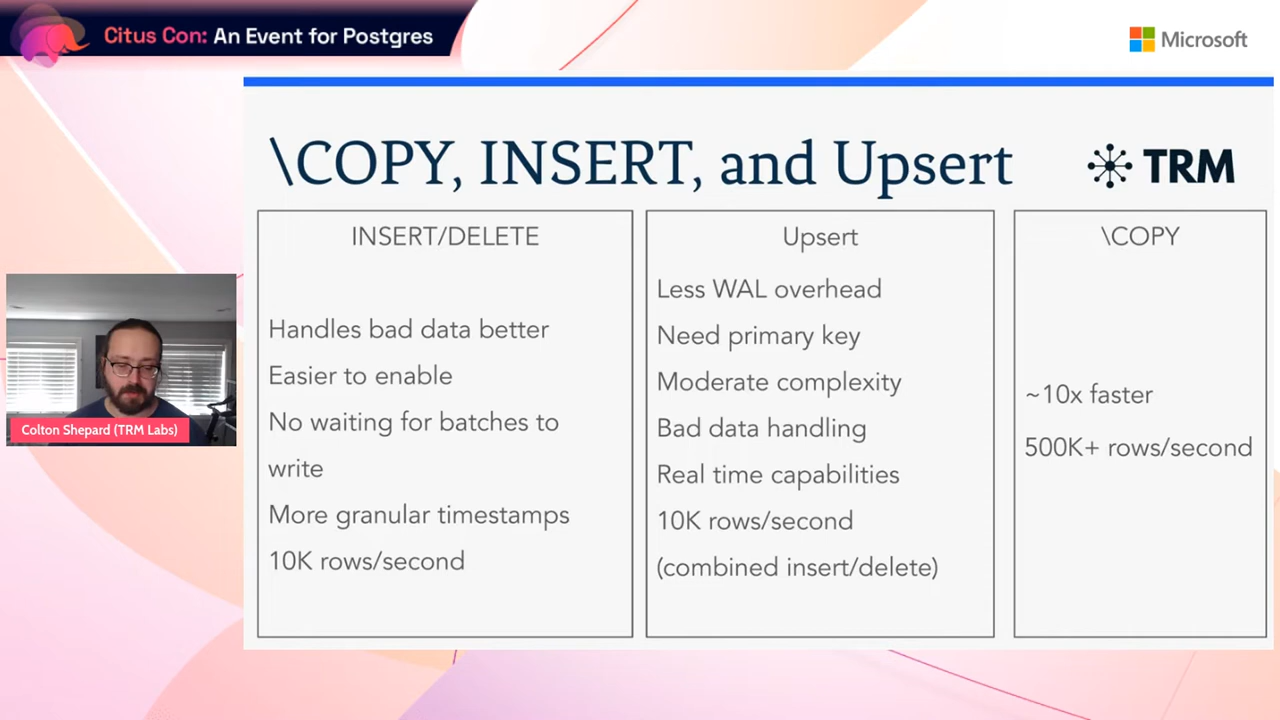 Citus Con: An Event for Postgres
Microsoft
\COPY, INSERT, and Upsert
TRM
INSERT/DELETE
Handles bad data better
Easier to enable
No waiting for batches to
write
More granular timestamps
10K rows/second
Upsert
Less WAL overhead
Need primary key
Moderate complexity
Bad data handling
Real time capabilities
10K rows/second
(combined insert/delete)
\COPY
~10x faster
500K+ rows/second
Colton Shepard (TRM Labs)